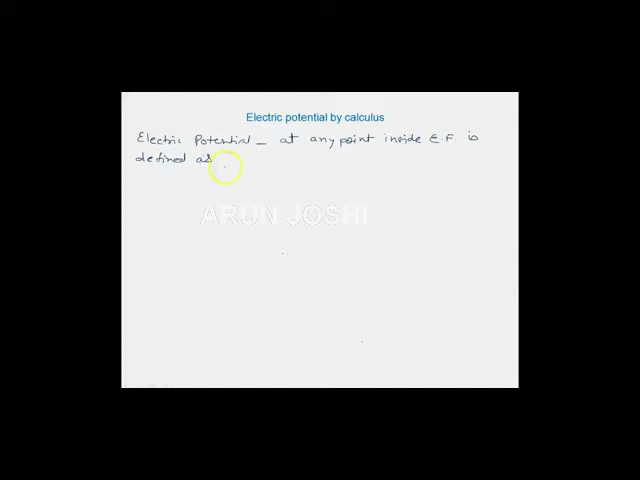 Electric potential by calculus
Electric Potential – at any point inside E.F. is
defined as
ARUN JOSHI